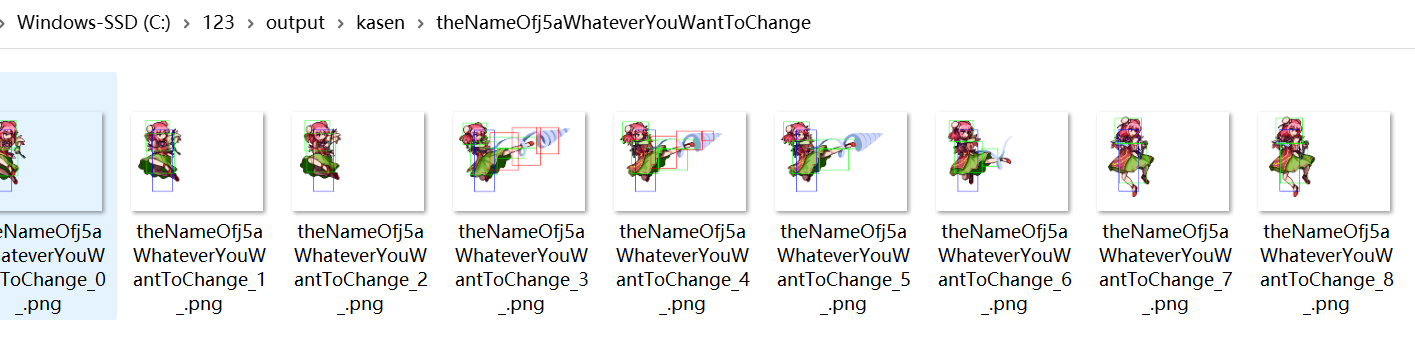 Windows-SSD (C:) > 123 > output > kasen > theNameOfj5aWhateverYouWantToChange
eNameOfj5a
hateverYou
ToChange_0
_.png
theNameOfj5a
WhateverYouW
antToChange_1
_.png
theNameOfj5a
WhateverYouW
antToChange_2
_.png
theNameOfj5a
WhateverYouW
antToChange_3
_.png
theNameOfj5a
WhateverYouW
antToChange_4
_.png
theNameOfj5a
WhateverYouW
antToChange_5
_.png
theNameOfj5a
WhateverYouW
antToChange_6
_.png
theNameOfj5a
WhateverYouW
antToChange_7
_.png
theNameOfj5a
WhateverYouW
antToChange_8
_.png